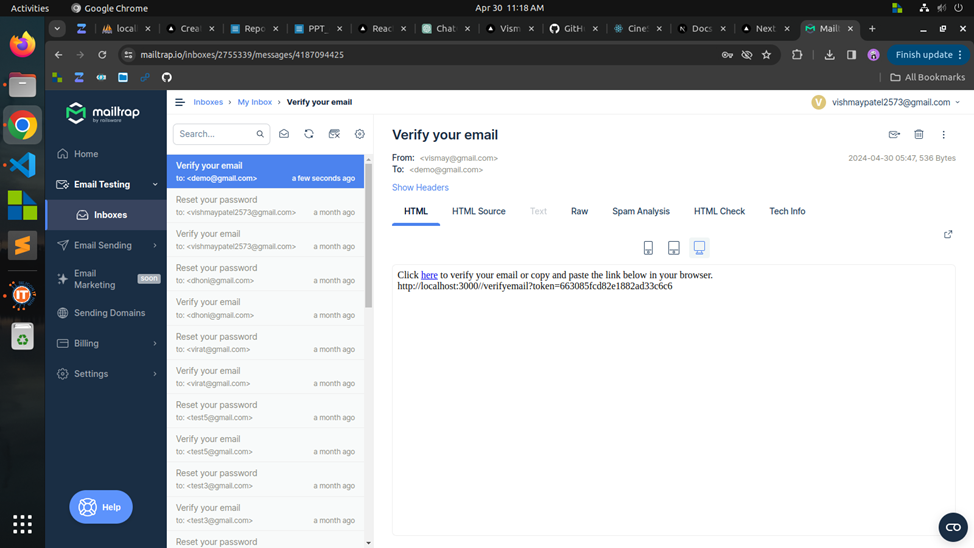 Activities
Google Chrome
Apr 30 11:18 AM
local
Creat
Repo
PPT_
Reac
Chatl
Vism
GitH
CineS
Docs
Next
Mailt
mailtrap.io/inboxes/2755339/messages/4187094425
Finish update
All Bookmarks
mailtrap
by railsware
Home
Email Testing
Inboxes
Email Sending
Email Marketing
soon
Sending Domains
Billing
Settings
Help
Inboxes › My Inbox › Verify your email
V vishmaypatel2573@gmail.com
Search...
Verify your email
to: <demo@gmail.com> a few seconds ago
Reset your password
to: <vishmaypatel2573@gmail.com> a month ago
Verify your email
to: <vishmaypatel2573@gmail.com> a month ago
Reset your password
to: <dhoni@gmail.com> a month ago
Verify your email
to: <dhoni@gmail.com> a month ago
Reset your password
to: <virat@gmail.com> a month ago
Verify your email
to: <virat@gmail.com> a month ago
Reset your password
to: <test5@gmail.com> a month ago
Verify your email
to: <test5@gmail.com> a month ago
Reset your password
to: <test3@gmail.com> a month ago
Verify your email
to: <test3@gmail.com> a month ago
Reset your password
Verify your email
From: <vismay@gmail.com> 2024-04-30 05:47, 536 Bytes
To: <demo@gmail.com>
Show Headers
HTML HTML Source Text Raw Spam Analysis HTML Check Tech Info
Click here to verify your email or copy and paste the link below in your browser.
http://localhost:3000//verifyemail?token=663085fcd82e1882ad33c6c6